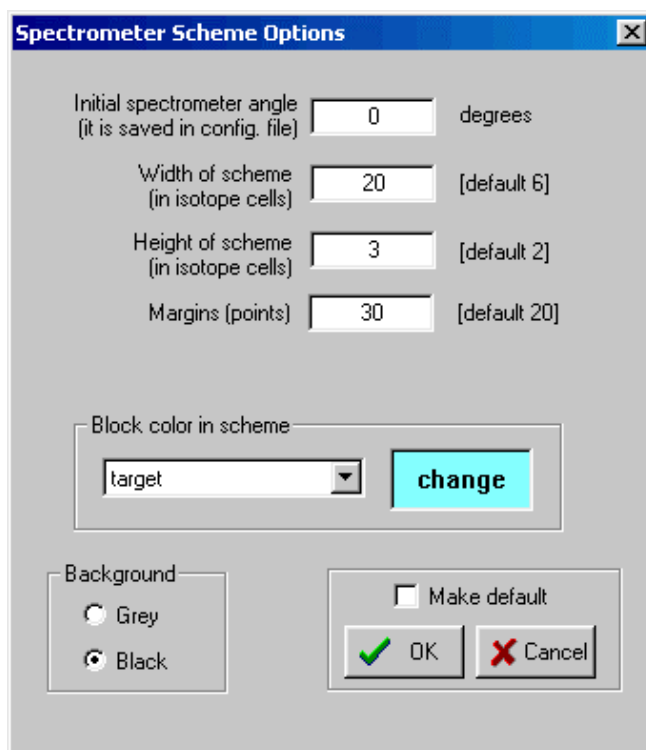 Spectrometer Scheme Options
Initial spectrometer angle
(it is saved in config. file)
0
degrees
Width of scheme
(in isotope cells)
20
[default 6]
Height of scheme
(in isotope cells)
3
[default 2]
Margins (points)
30
[default 20]
Block color in scheme
target
change
Background
Grey
Black
Make default
OK
Cancel